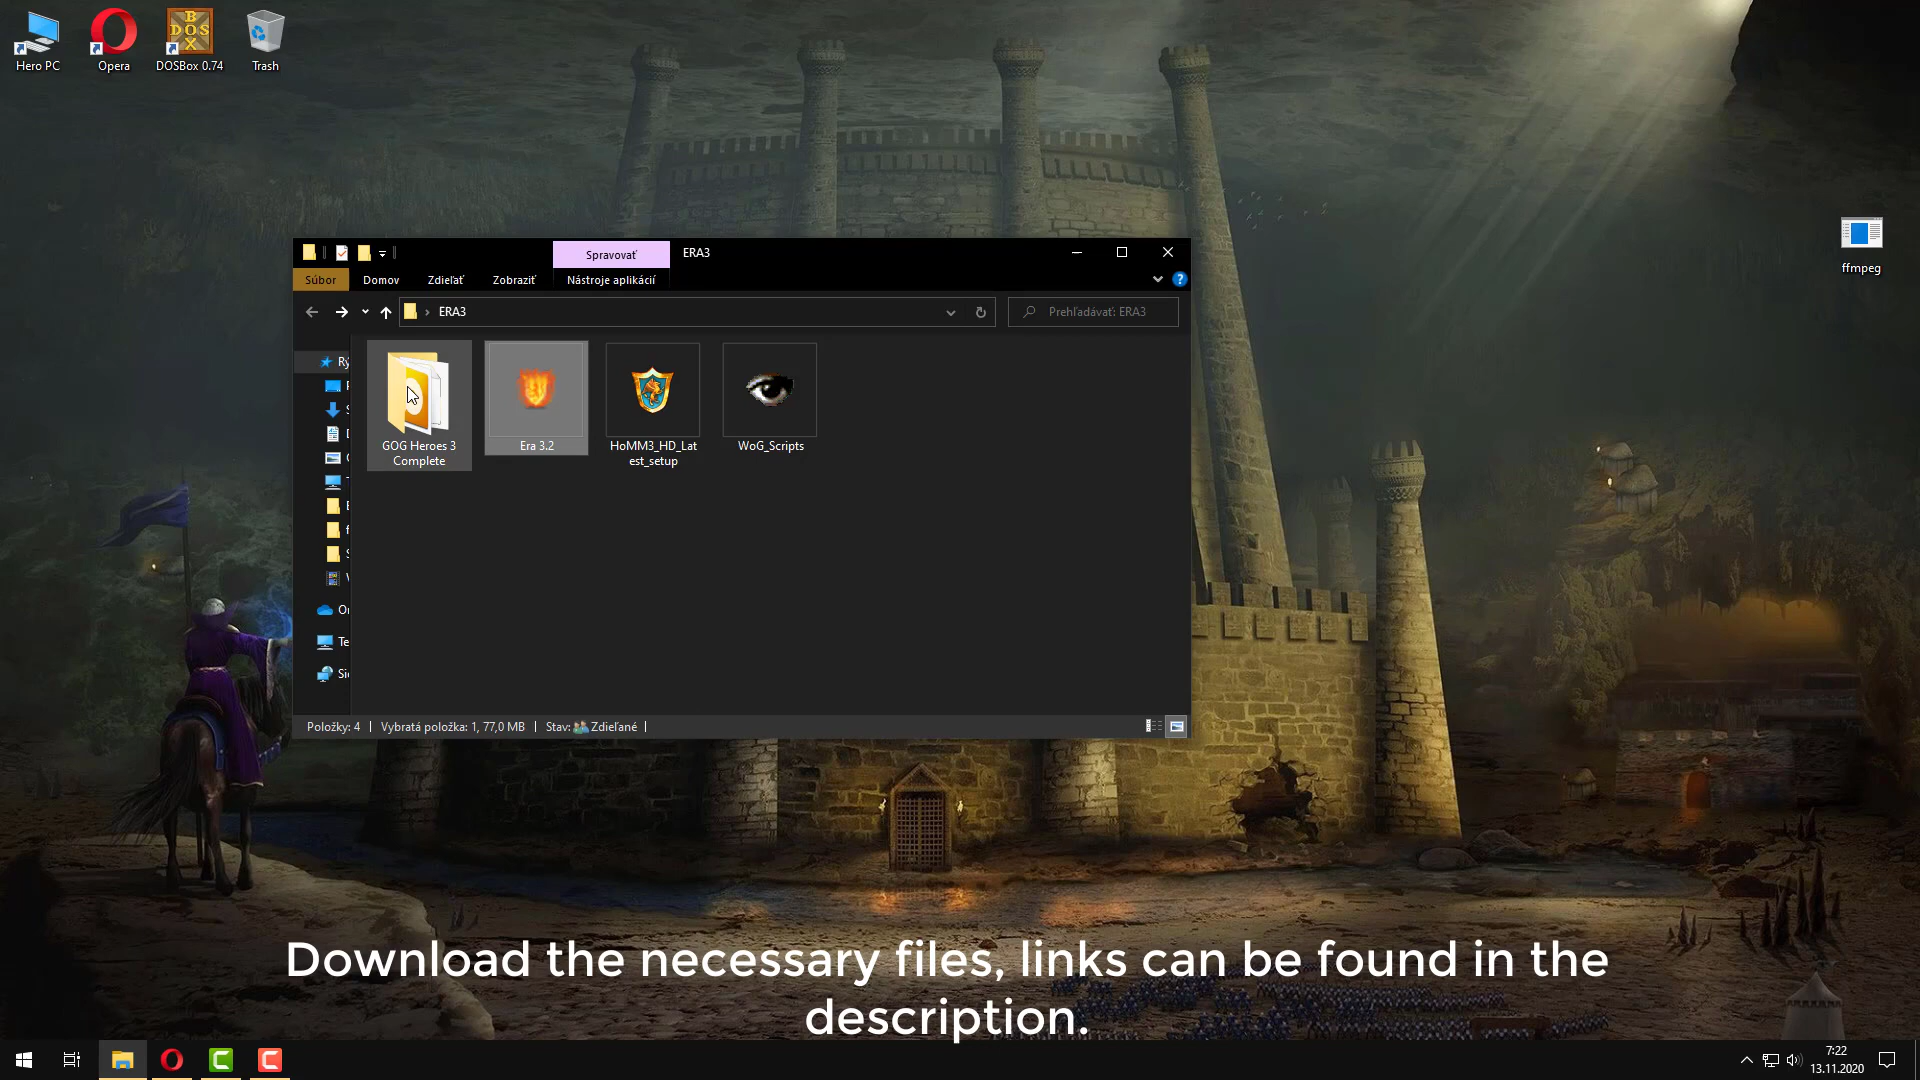 Hero PC
Opera
DOSBox 0.74
Trash
ffmpeg
Spravovať
ERA3
Súbor
Domov
Zdieľať
Zobraziť
Nástroje aplikácií
ERA3
Prehľadávať: ERA3
GOG Heroes 3
Complete
Era 3.2
HoMM3_HD_Lat
est_setup
WoG_Scripts
Položky: 4
Vybratá položka: 1, 77,0 MB
Stav: Zdieľané
Download the necessary files, links can be found in the
description.
7:22
13.11.2020